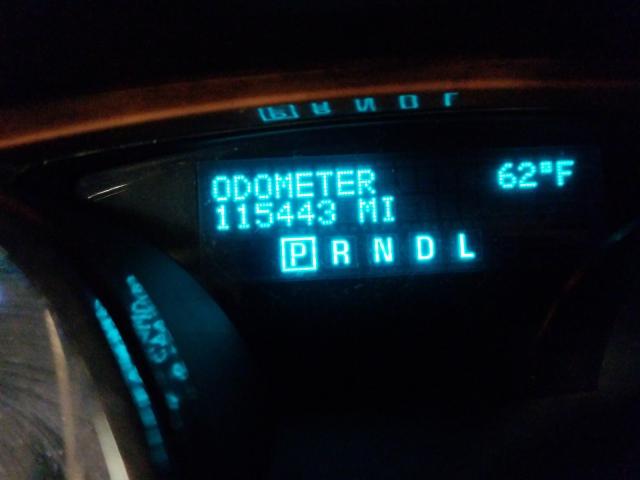 ODOMETER 62°F
115443 MI
P R N D L